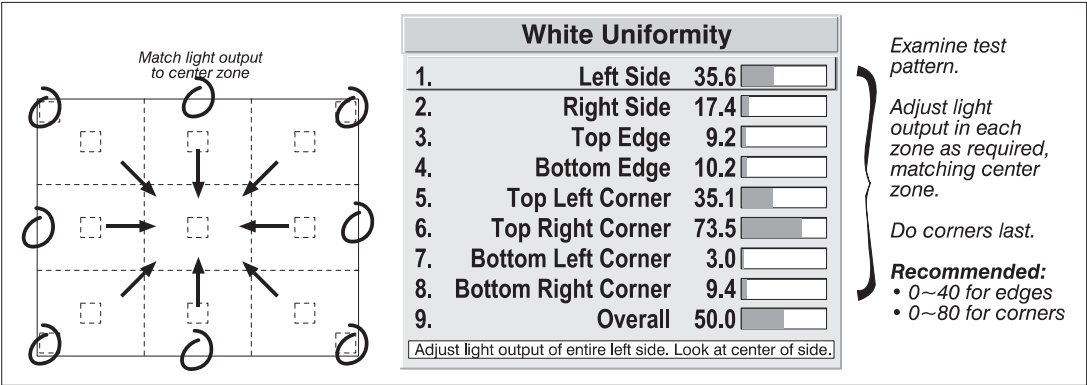 Match light output
to center zone
White Uniformity
1. Left Side 35.6
2. Right Side 17.4
3. Top Edge 9.2
4. Bottom Edge 10.2
5. Top Left Corner 35.1
6. Top Right Corner 73.5
7. Bottom Left Corner 3.0
8. Bottom Right Corner 9.4
9. Overall 50.0
Adjust light output of entire left side. Look at center of side.
Examine test
pattern.
Adjust light
output in each
zone as required,
matching center
zone.
Do corners last.
Recommended:
• 0~40 for edges
• 0~80 for corners